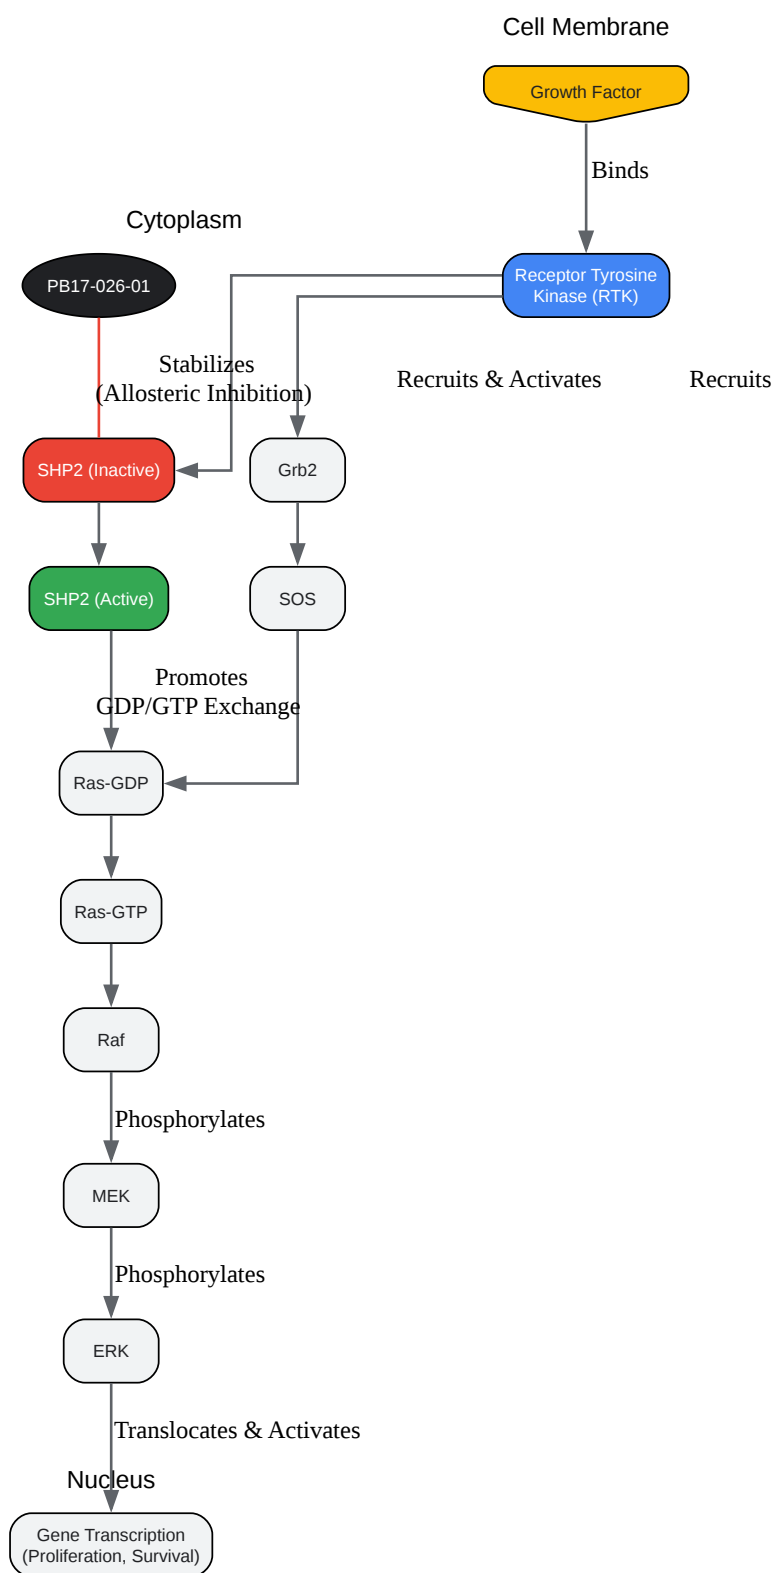 Cell Membrane
Growth Factor
Binds
Cytoplasm
PB17-026-01
Receptor Tyrosine
Kinase (RTK)
Stabilizes
(Allosteric Inhibition)
Recruits & Activates
Recruits
SHP2 (Inactive)
Grb2
SHP2 (Active)
SOS
Promotes
GDP/GTP Exchange
Ras-GDP
Ras-GTP
Raf
Phosphorylates
MEK
Phosphorylates
ERK
Translocates & Activates
Nucleus
Gene Transcription
(Proliferation, Survival)